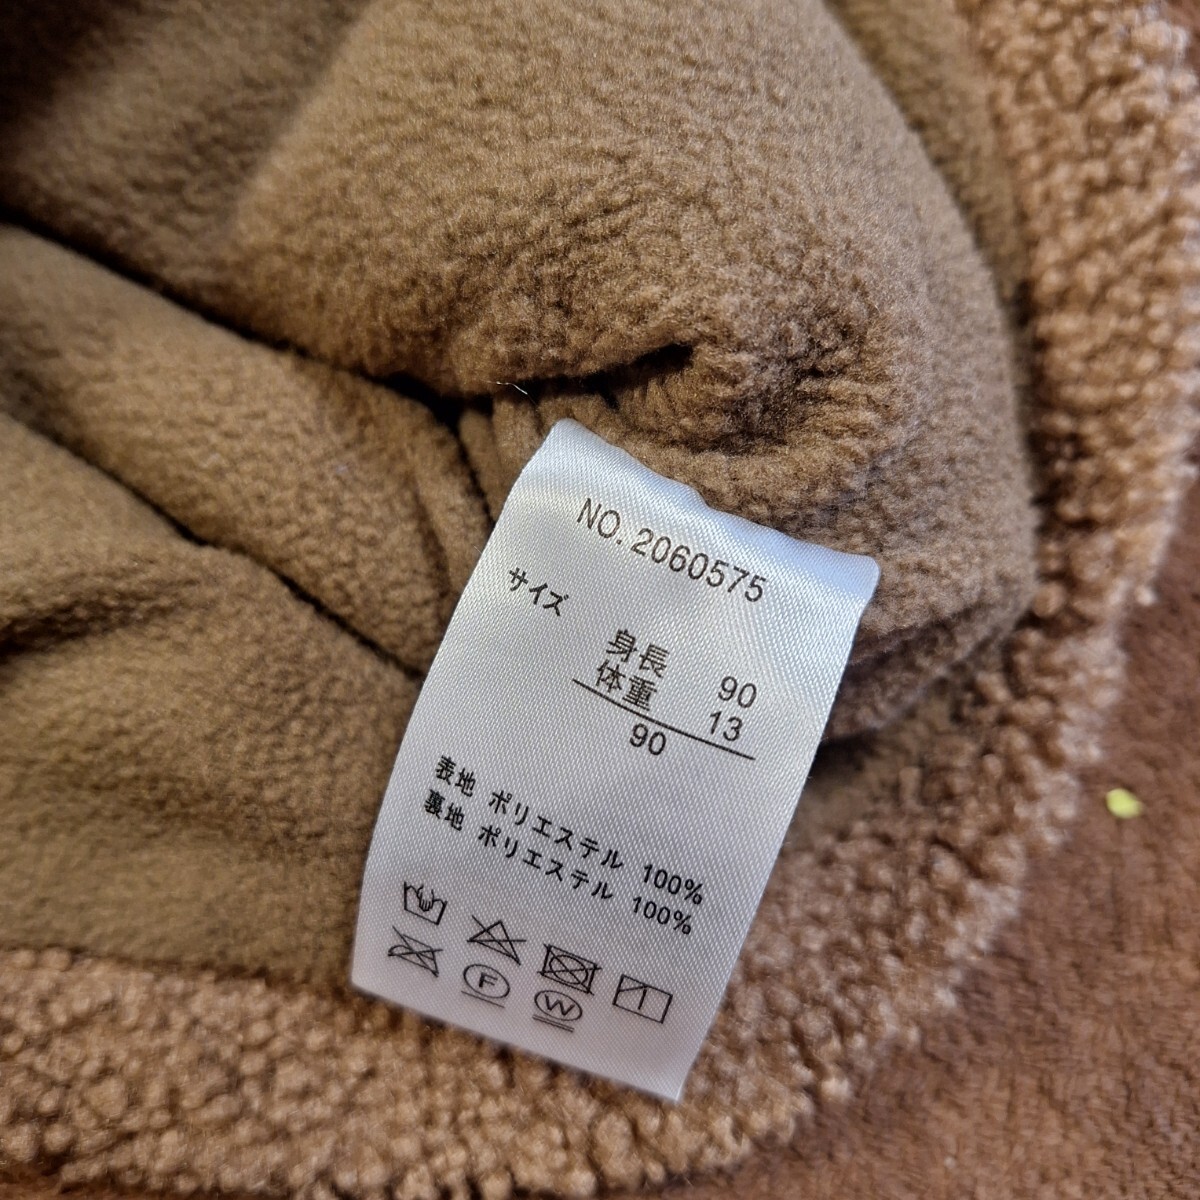 NO.2060575
サイズ
身長 90
体重 13
90
表地 ポリエステル 100%
裏地 ポリエステル 100%
F
W